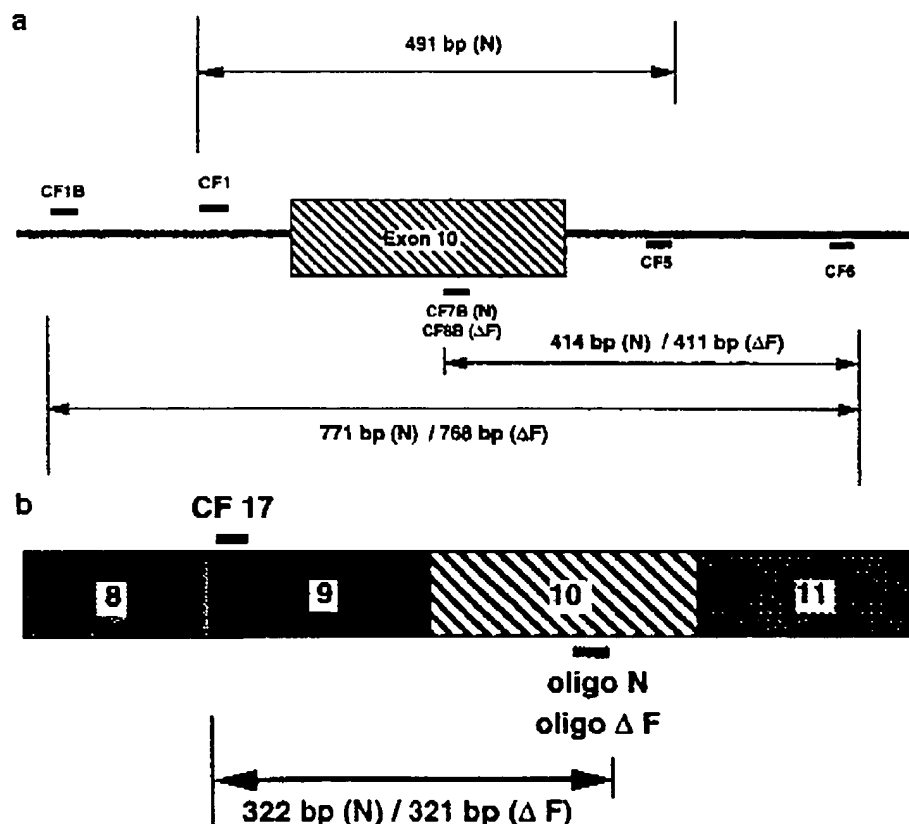 a
491 bp (N)
CF1B
CF1
Exon 10
CF5
CF6
CF7B (N)
CF8B (ΔF)
414 bp (N) / 411 bp (ΔF)
771 bp (N) / 768 bp (ΔF)
b
CF 17
8
9
10
11
oligo N
oligo Δ F
322 bp (N) / 321 bp (Δ F)